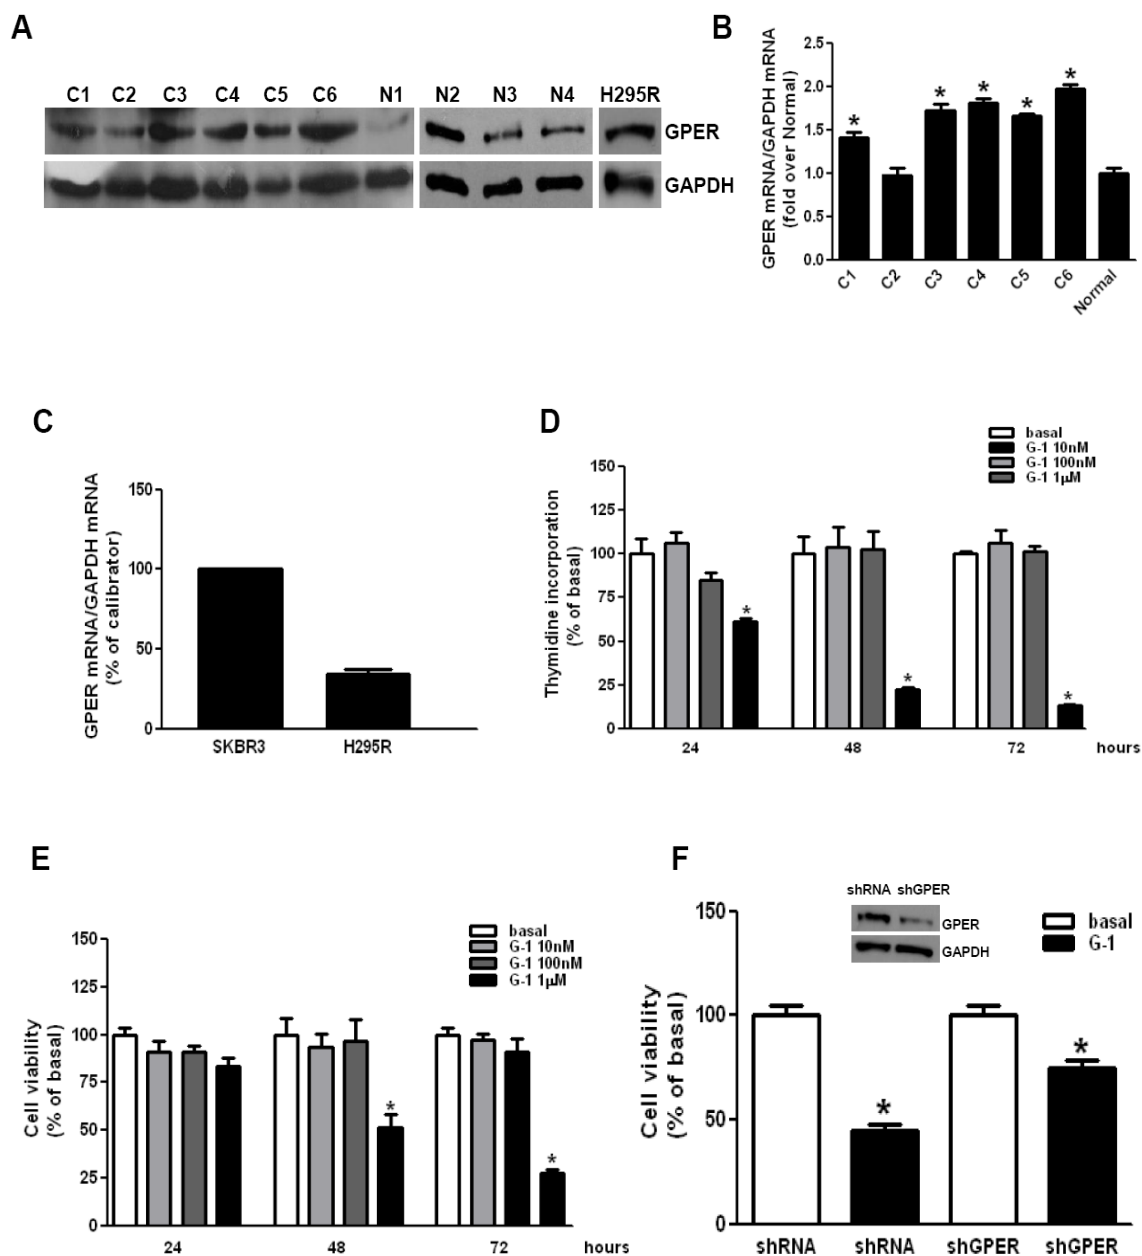 A
C1 C2 C3 C4 C5 C6 N1 N2 N3 N4 H295R
GPER
GAPDH
B
GPER mRNA/GAPDH mRNA
(fold over Normal)
2.5
2.0
1.5
1.0
0.5
0.0
* * * * *
C1 C2 C3 C4 C5 C6 Normal
C
GPER mRNA/GAPDH mRNA
(% of calibrator)
150
100
50
0
SKBR3 H295R
D
basal
G-1 10nM
G-1 100nM
G-1 1µM
Thymidine incorporation
(% of basal)
150
125
100
75
50
25
0
* * *
24 48 72 hours
E
basal
G-1 10nM
G-1 100nM
G-1 1µM
Cell viability
(% of basal)
150
125
100
75
50
25
0
* *
24 48 72 hours
F
shRNA shGPER
GPER
GAPDH
basal
G-1
Cell viability
(% of basal)
150
100
50
0
* *
shRNA shRNA shGPER shGPER